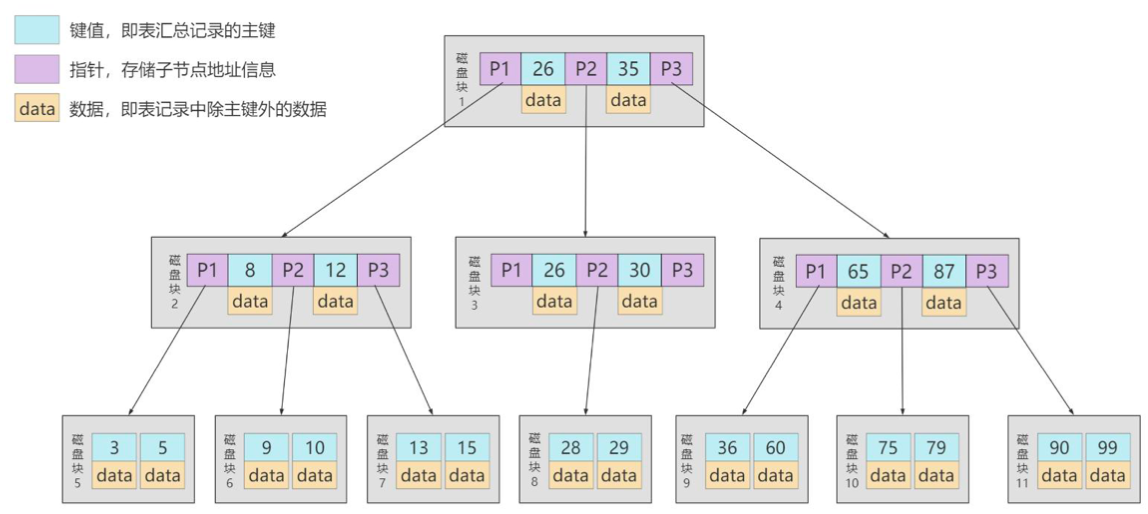 键值，即表汇总记录的主键
指针，存储子节点地址信息
data 数据，即表记录中除主键外的数据
磁盘块1 P1 26 P2 35 P3
data data
磁盘块2 P1 8 P2 12 P3
data data
磁盘块3 P1 26 P2 30 P3
data data
磁盘块4 P1 65 P2 87 P3
data data
磁盘块5 3 5
data data
磁盘块6 9 10
data data
磁盘块7 13 15
data data
磁盘块8 28 29
data data
磁盘块9 36 60
data data
磁盘块10 75 79
data data
磁盘块11 90 99
data data